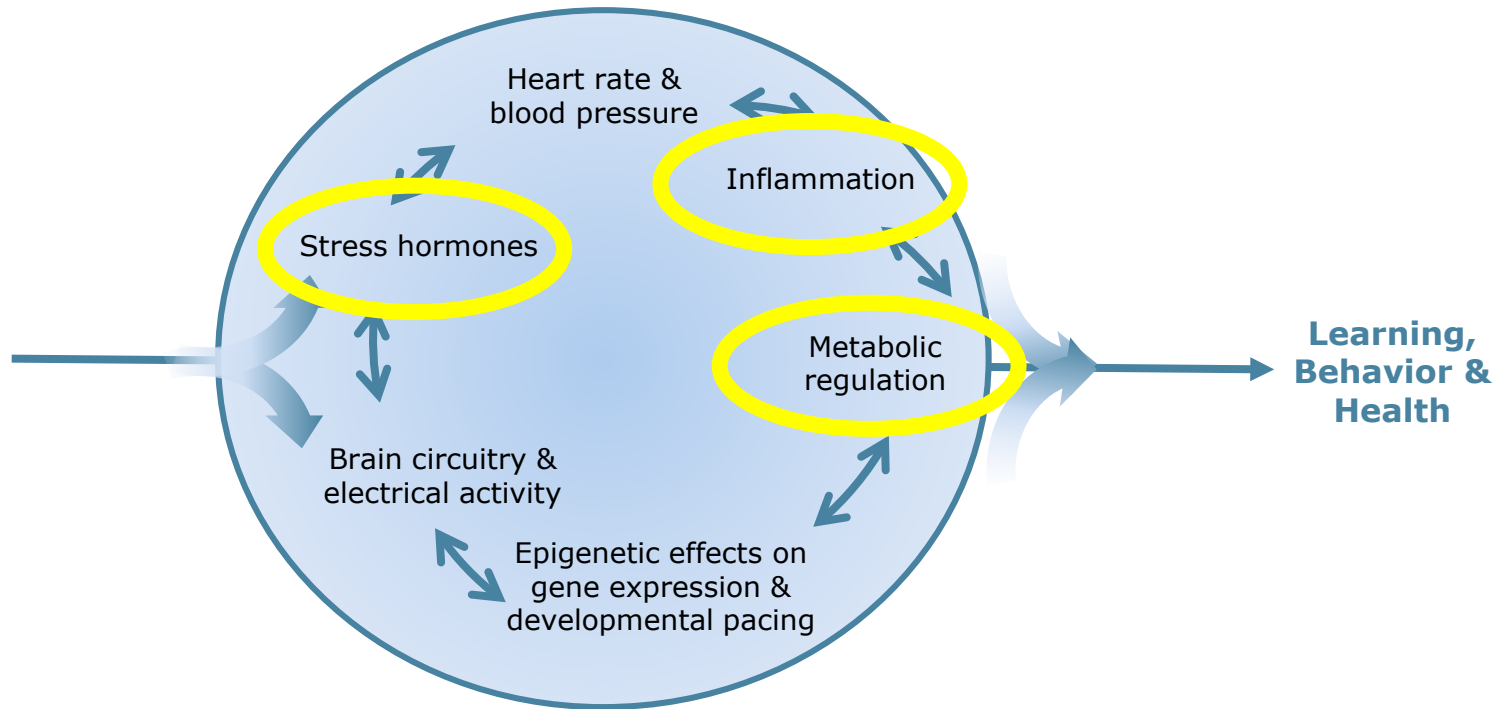 Heart rate &
blood pressure
Inflammation
Stress hormones
Metabolic
regulation
Learning,
Behavior &
Health
Brain circuitry &
electrical activity
Epigenetic effects on
gene expression &
developmental pacing